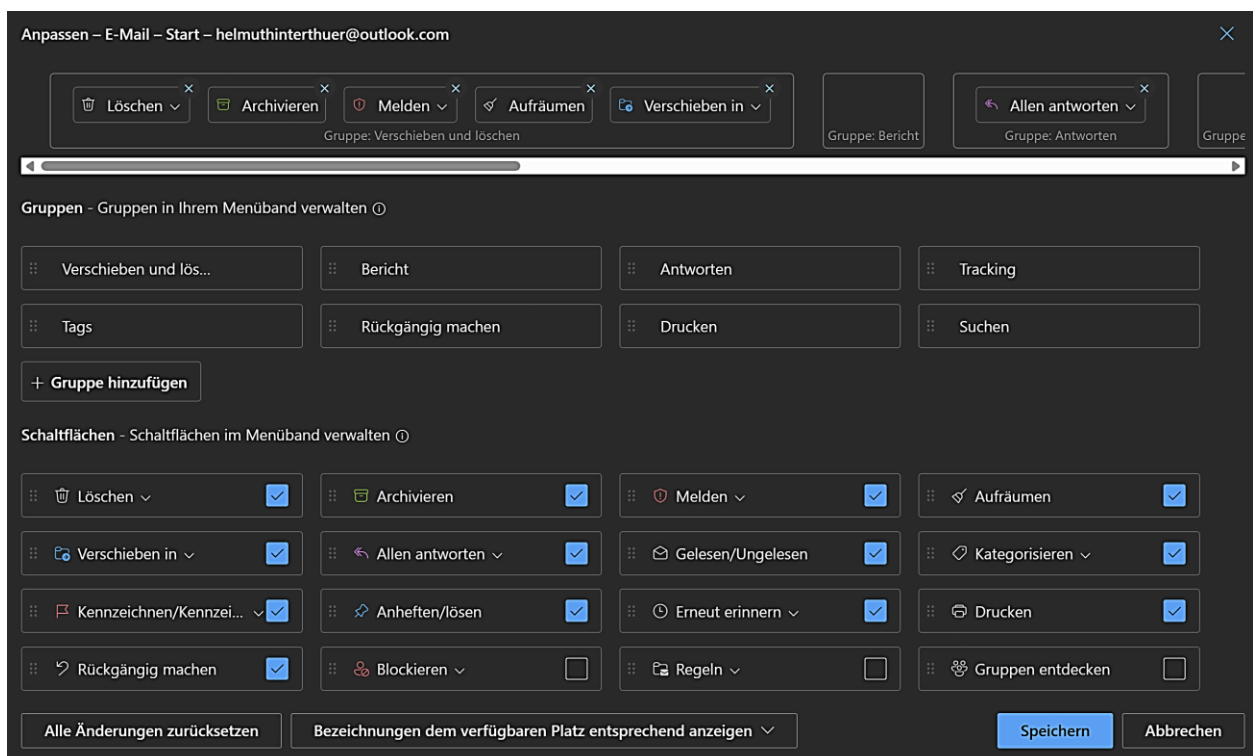 Anpassen – E-Mail – Start – helmuthinterthuer@outlook.com
Löschen Archivieren Melden Aufräumen Verschieben in Allen antworten
Gruppe: Verschieben und löschen Gruppe: Bericht Gruppe: Antworten Gruppe
Gruppen - Gruppen in Ihrem Menüband verwalten
Verschieben und lös... Bericht Antworten Tracking
Tags Rückgängig machen Drucken Suchen
+ Gruppe hinzufügen
Schaltflächen - Schaltflächen im Menüband verwalten
Löschen Archivieren Melden Aufräumen
Verschieben in Allen antworten Gelesen/Ungelesen Kategorisieren
Kennzeichnen/Kennzei... Anheften/lösen Erneut erinnern Drucken
Rückgängig machen Blockieren Regeln Gruppen entdecken
Alle Änderungen zurücksetzen Bezeichnungen dem verfügbaren Platz entsprechend anzeigen Speichern Abbrechen